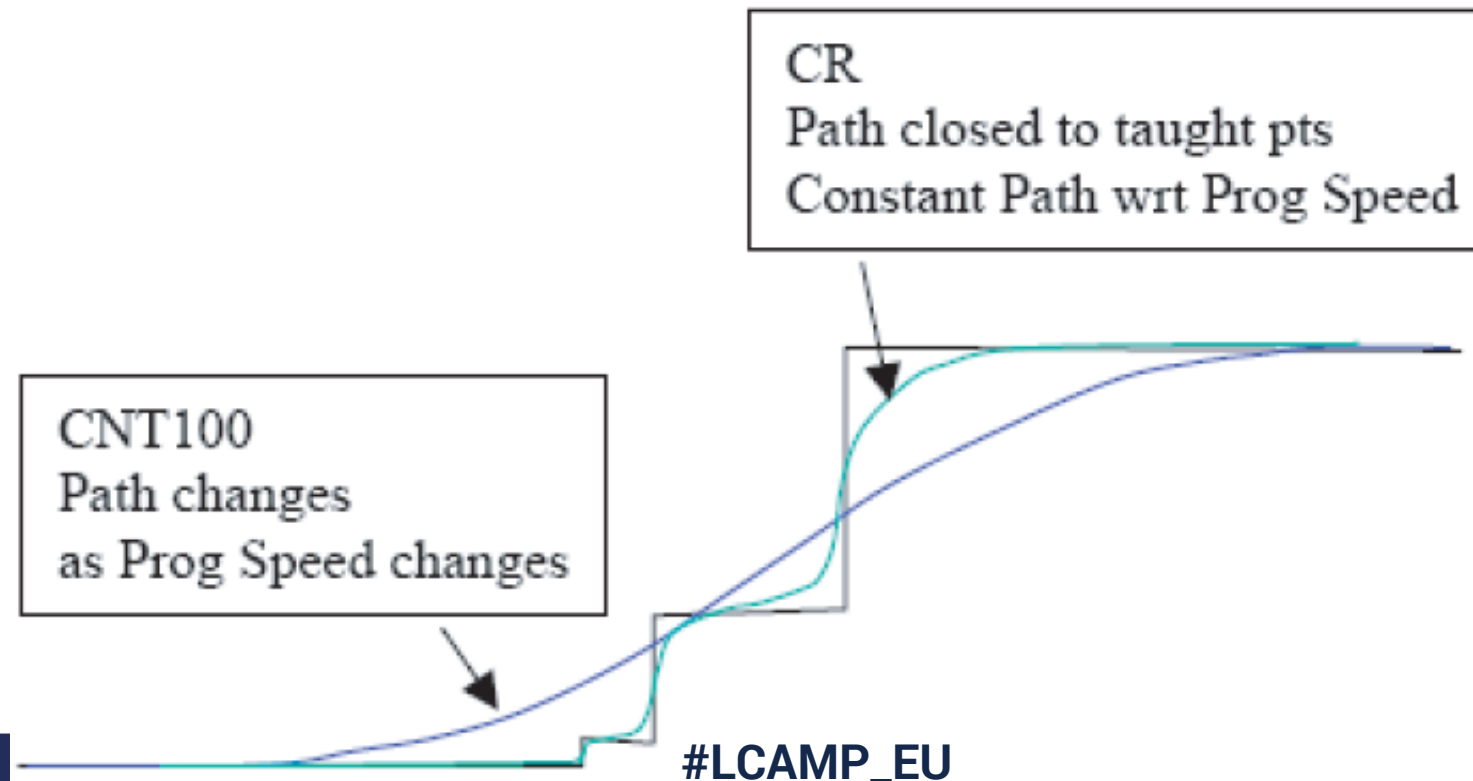 CR
Path closed to taught pts
Constant Path wrt Prog Speed
CNT100
Path changes
as Prog Speed changes
#LCAMP_EU